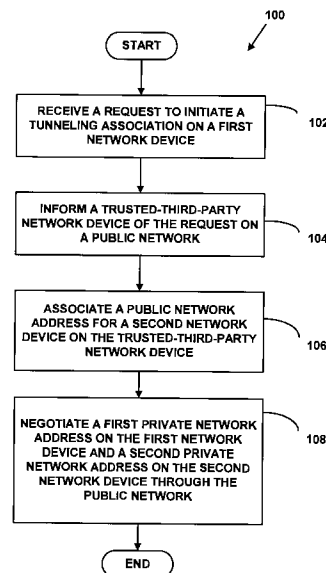 100
START
RECEIVE A REQUEST TO INITIATE A
TUNNELING ASSOCIATION ON A FIRST
NETWORK DEVICE
102
INFORM A TRUSTED-THIRD-PARTY
NETWORK DEVICE OF THE REQUEST ON
A PUBLIC NETWORK
104
ASSOCIATE A PUBLIC NETWORK
ADDRESS FOR A SECOND NETWORK
DEVICE ON THE TRUSTED-THIRD-PARTY
NETWORK DEVICE
106
NEGOTIATE A FIRST PRIVATE NETWORK
ADDRESS ON THE FIRST NETWORK
DEVICE AND A SECOND PRIVATE
NETWORK ADDRESS ON THE SECOND
NETWORK DEVICE THROUGH THE
PUBLIC NETWORK
108
END